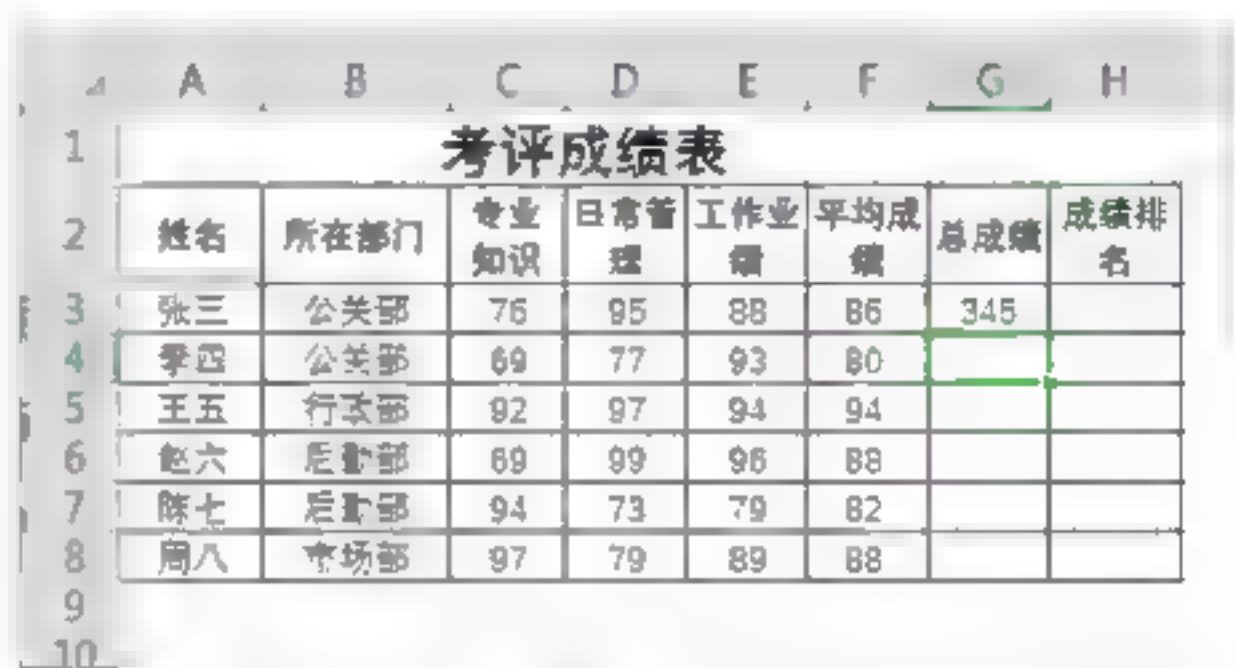 A B C D E F G H
1 考评成绩表
2 姓名 所在部门 专业知识 日常管理 工作业绩 平均成绩 总成绩 成绩排名
3 张三 公关部 76 95 88 86 345
4 李四 公关部 69 77 93 80
5 王五 行政部 92 97 94 94
6 赵六 后勤部 69 99 96 88
7 陈七 后勤部 94 73 79 82
8 周八 市场部 97 79 89 88
9
10